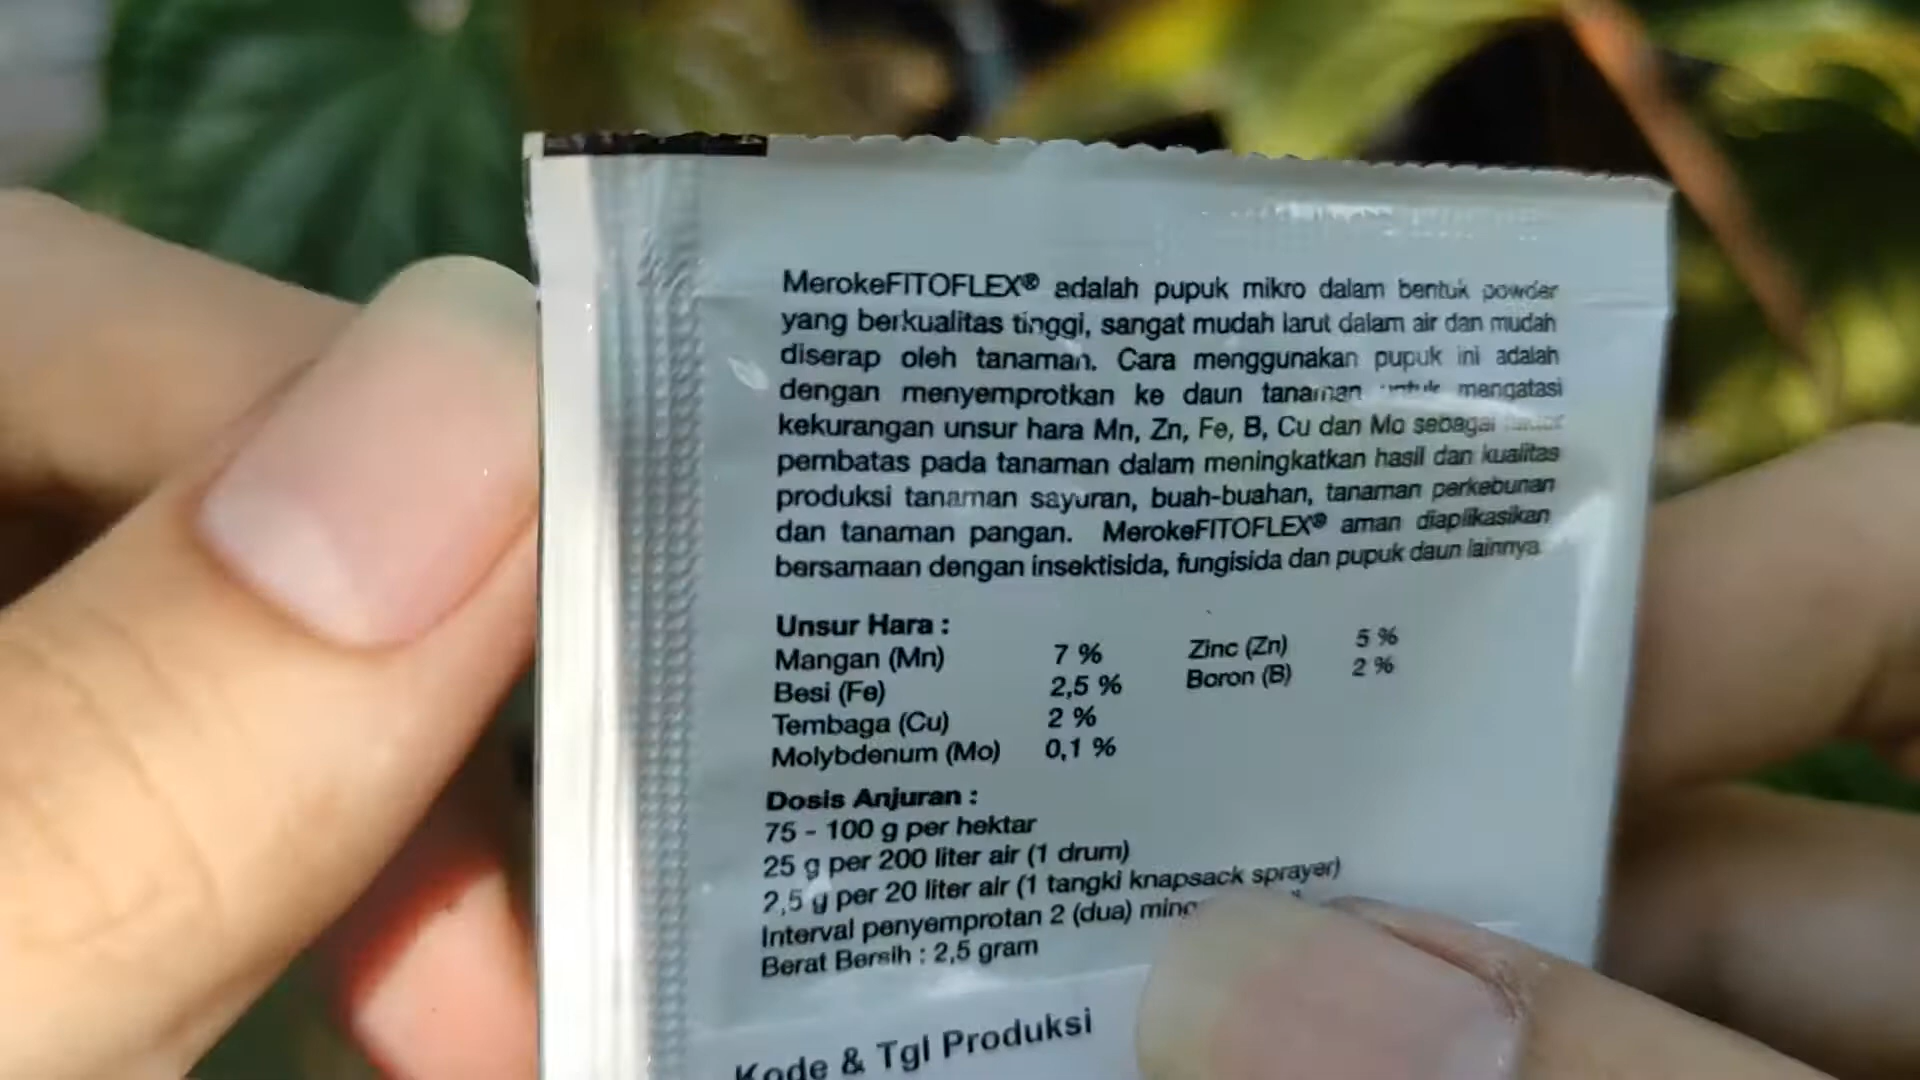 MerokeFITOFLEX® adalah pupuk mikro dalam bentuk powder
yang berkualitas tinggi, sangat mudah larut dalam air dan mudah
diserap oleh tanaman. Cara menggunakan pupuk ini adalah
dengan menyemprotkan ke daun tanaman untuk mengatasi
kekurangan unsur hara Mn, Zn, Fe, B, Cu dan Mo sebagai
pembatas pada tanaman dalam meningkatkan hasil dan kualitas
produksi tanaman sayuran, buah-buahan, tanaman perkebunan
dan tanaman pangan. MerokeFITOFLEX® aman diaplikasikan
bersamaan dengan insektisida, fungisida dan pupuk daun lainnya.
Unsur Hara :
Mangan (Mn) 7 % Zinc (Zn) 5 %
Besi (Fe) 2,5 % Boron (B) 2 %
Tembaga (Cu) 2 %
Molybdenum (Mo) 0,1 %
Dosis Anjuran :
75 - 100 g per hektar
25 g per 200 liter air (1 drum)
2,5 g per 20 liter air (1 tangki knapsack sprayer)
Interval penyemprotan 2 (dua)
Berat Bersih : 2,5 gram
Kode & Tgl Produksi